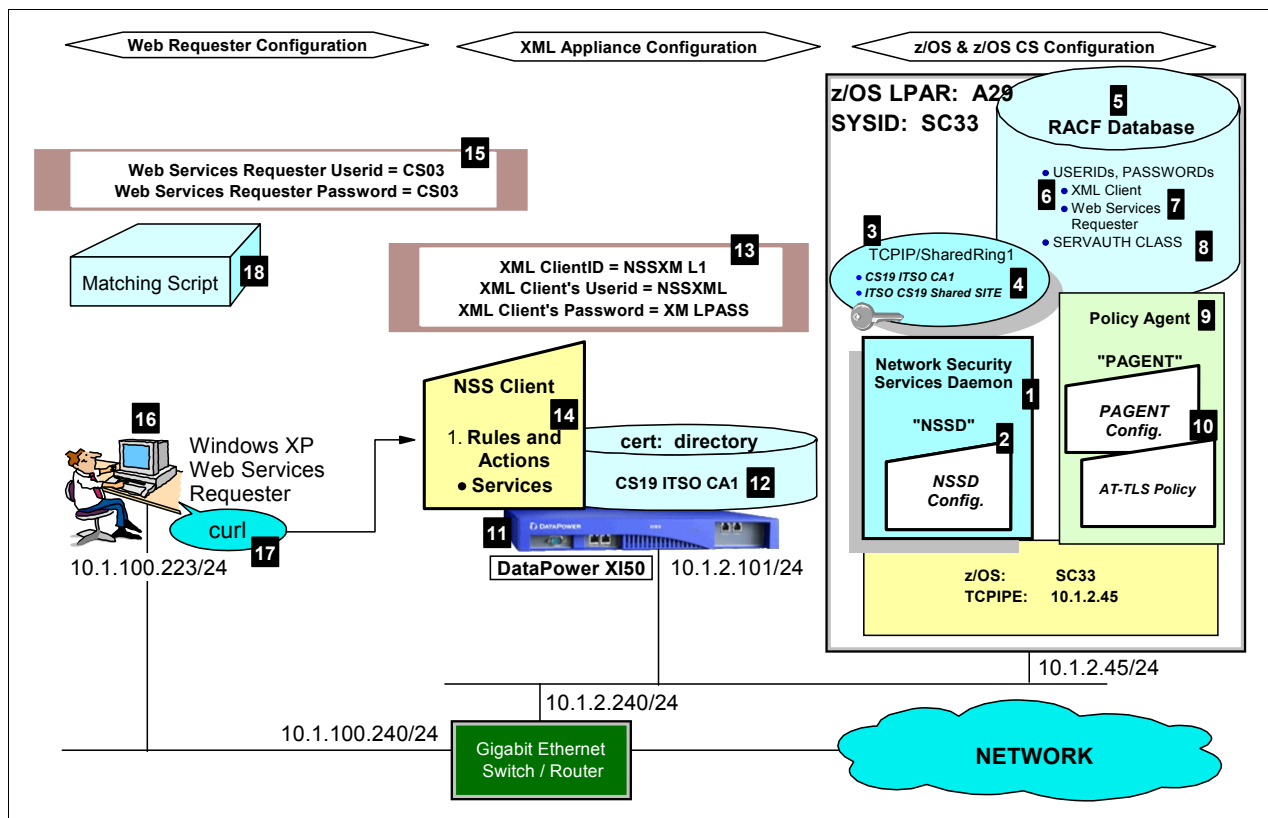 Web Requester Configuration
XML Appliance Configuration
z/OS & z/OS CS Configuration
z/OS LPAR: A29
SYSID: SC33
5
RACF Database
USERIDs, PASSWORDs
6
XML Client
Web Services
Requester
7
SERVAUTH CLASS
8
15
Web Services Requester Userid = CS03
Web Services Requester Password = CS03
Matching Script
18
13
XML ClientID = NSSXM L1
XML Client's Userid = NSSXML
XML Client's Password = XM LPASS
3
TCPIP/SharedRing1
CS19 ITSO CA1
ITSO CS19 Shared SITE
4
Policy Agent
9
"PAGENT"
PAGENT
Config.
10
AT-TLS Policy
Network Security
Services Daemon
1
"NSSD"
2
NSSD
Config.
NSS Client
14
1. Rules and
Actions
Services
cert: directory
CS19 ITSO CA1
12
11
DATAPOWER
DataPower XI50
10.1.2.101/24
16
Windows XP
Web Services
Requester
curl
17
10.1.100.223/24
z/OS: SC33
TCPIPE: 10.1.2.45
10.1.2.45/24
10.1.2.240/24
10.1.100.240/24
Gigabit Ethernet
Switch / Router
NETWORK